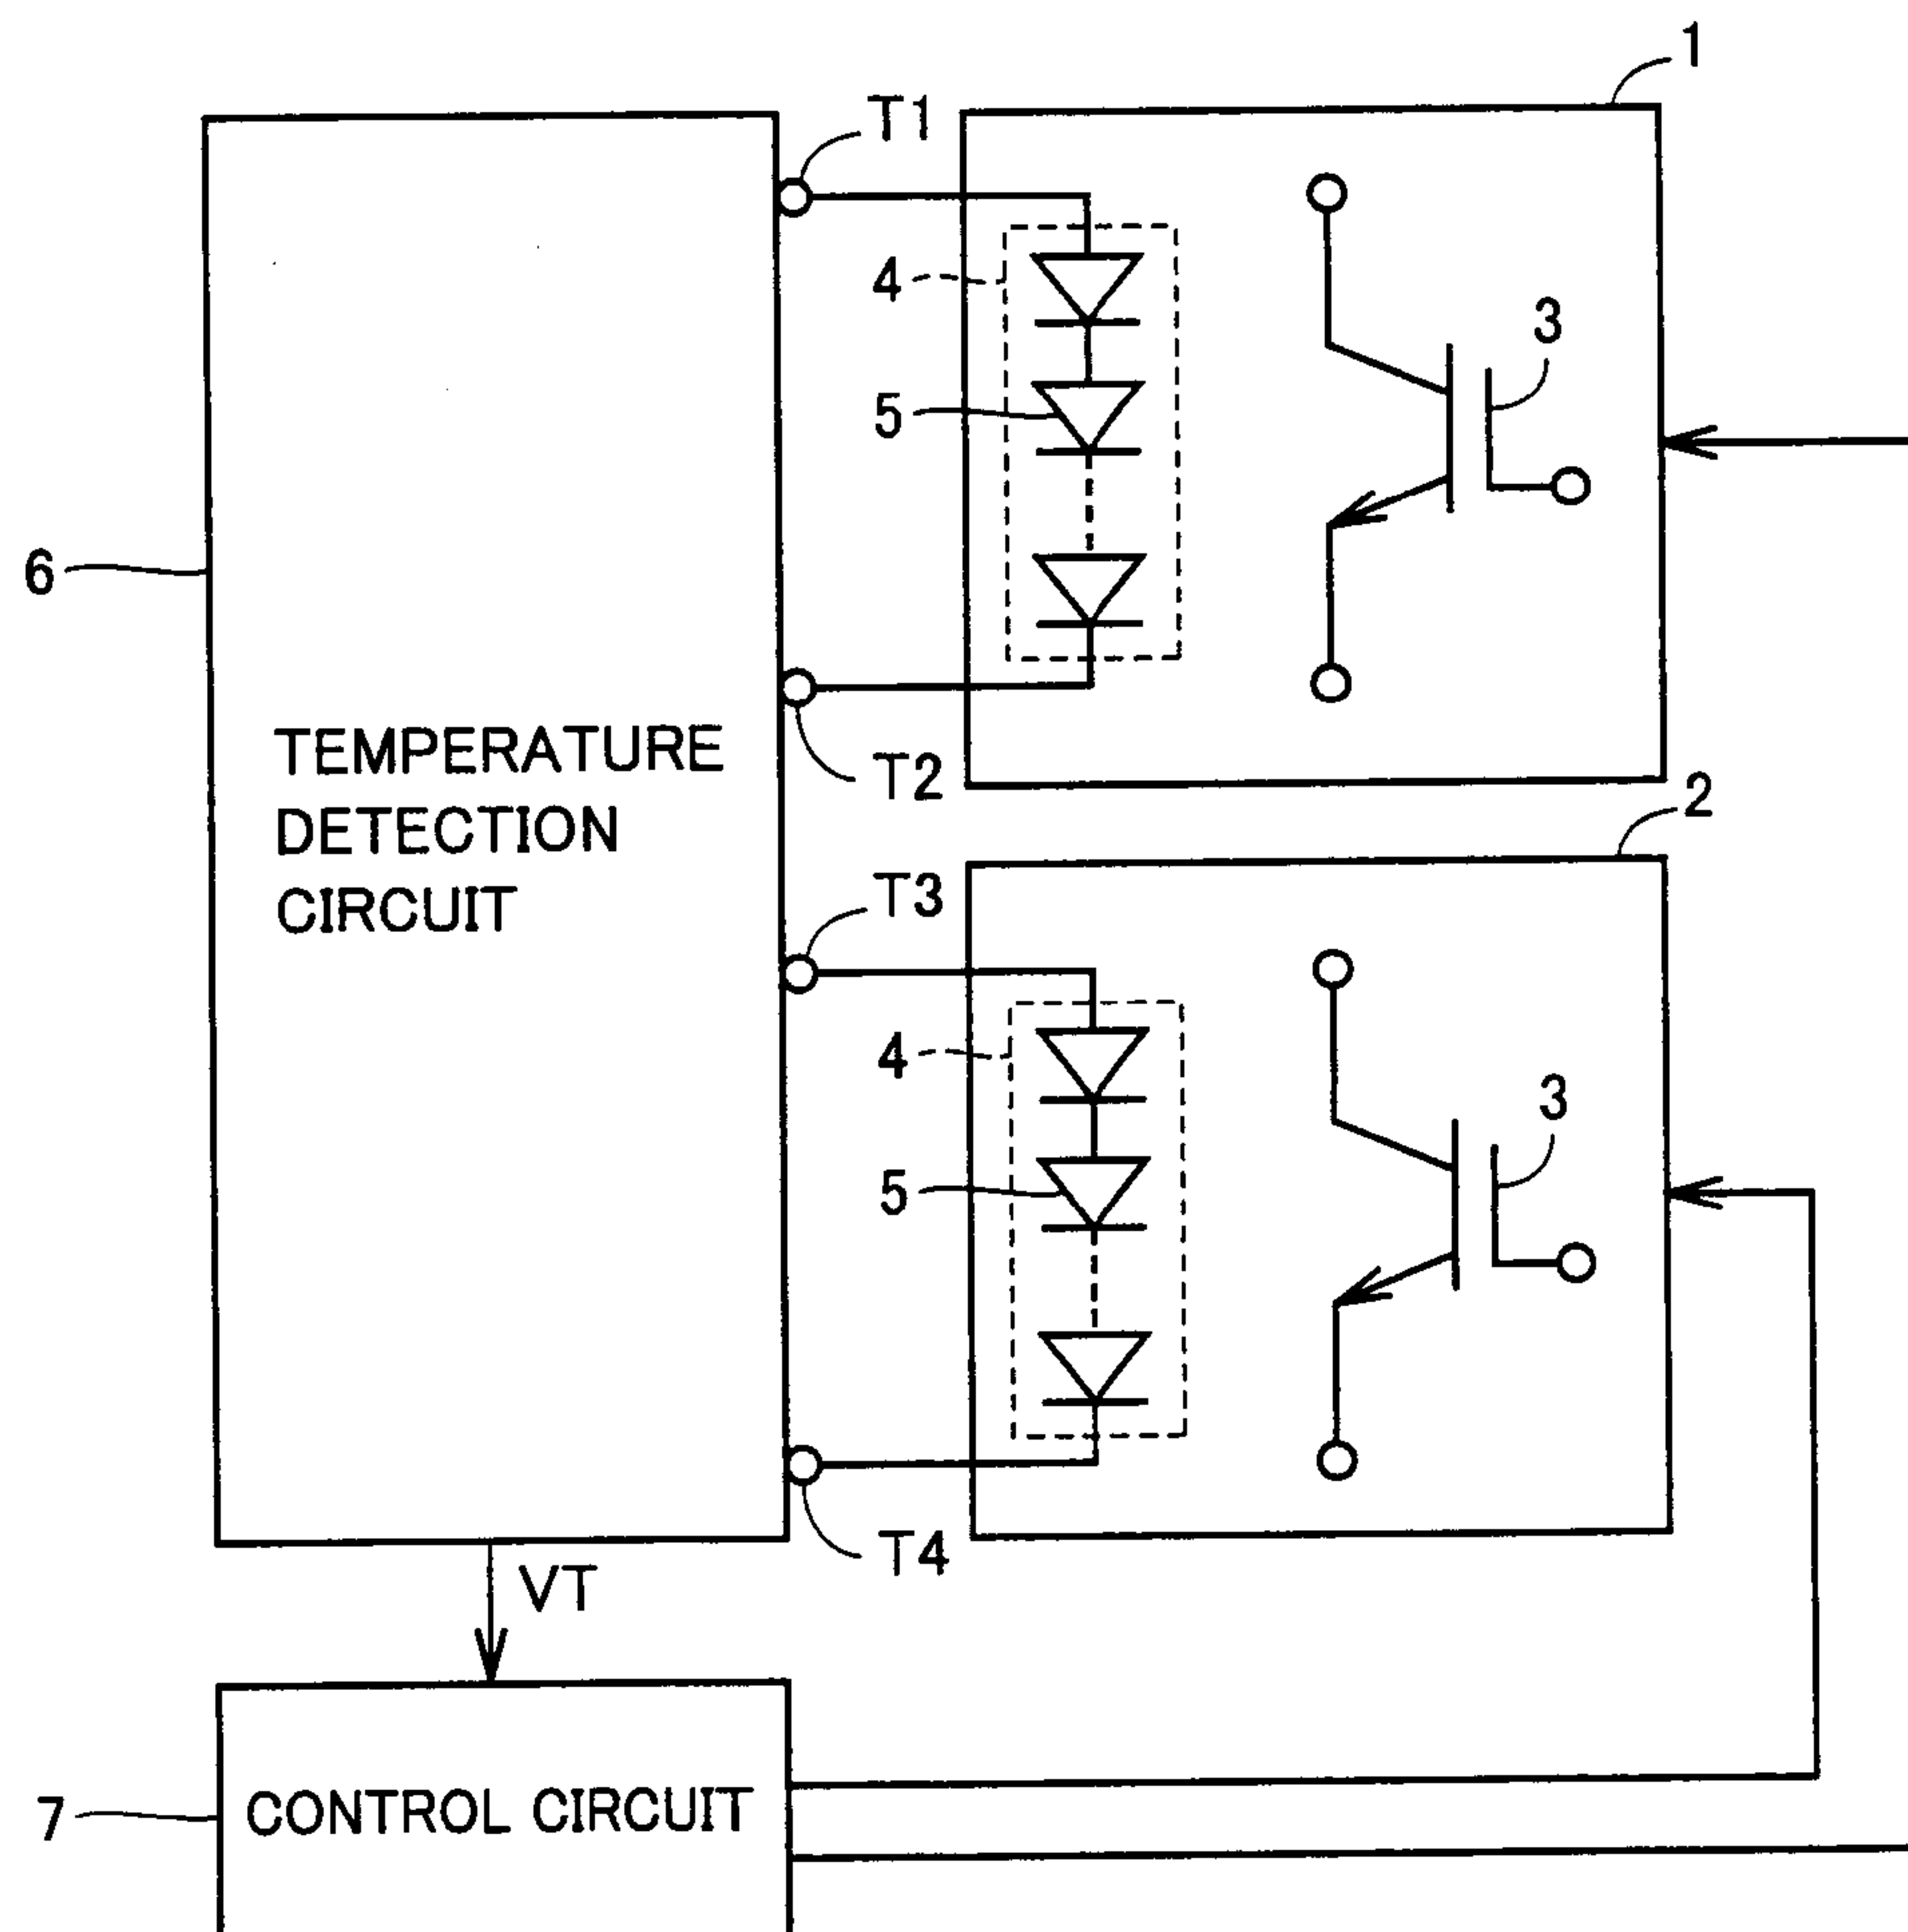 1
T1
4
3
5
6
T2
TEMPERATURE
DETECTION
CIRCUIT
2
T3
4
3
5
T4
VT
7
CONTROL CIRCUIT